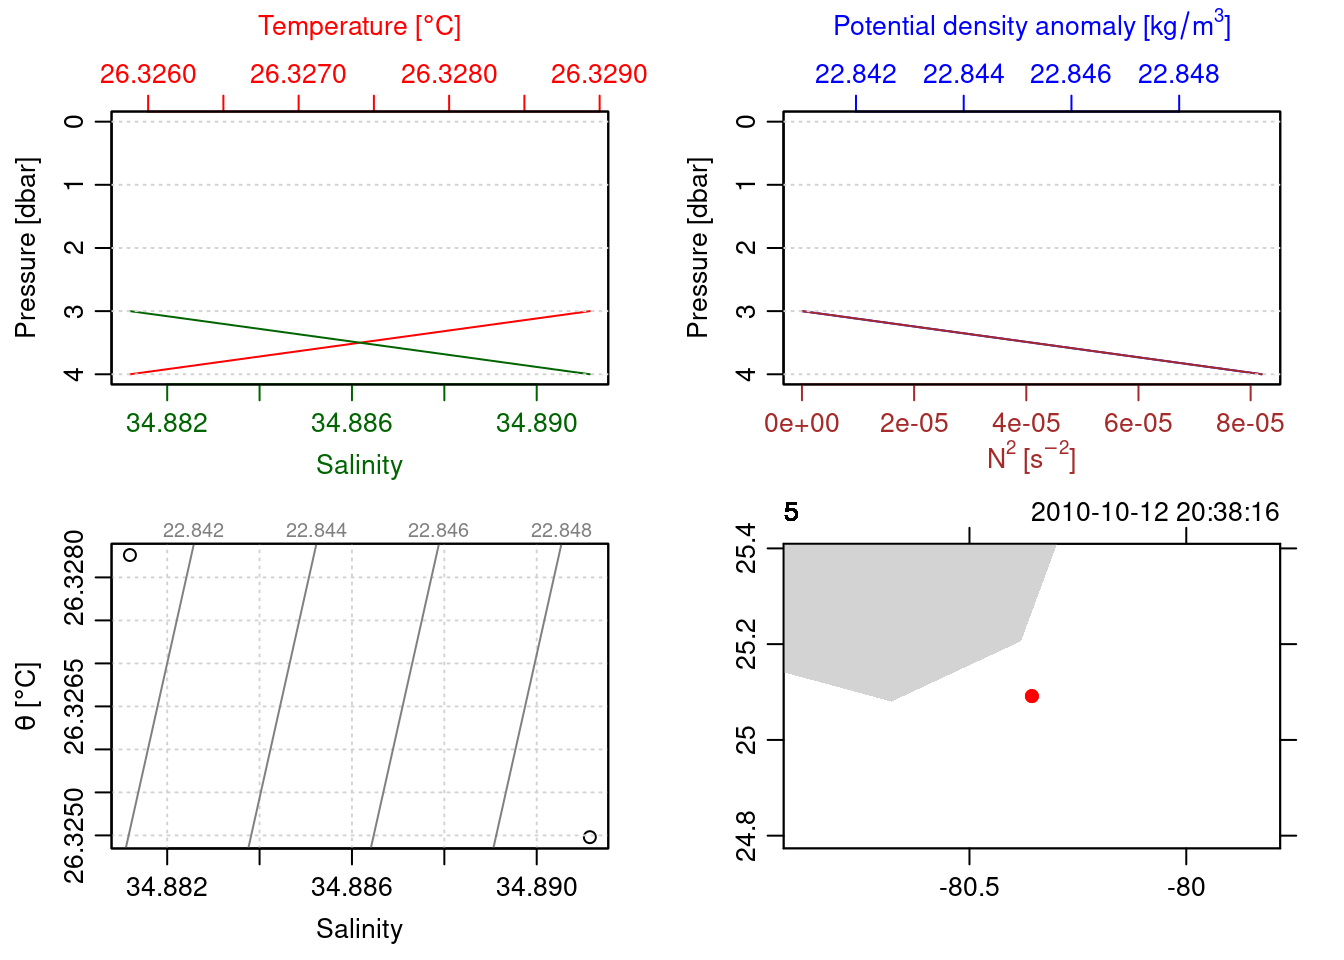 Temperature [°C]
26.3260 26.3270 26.3280 26.3290
Pressure [dbar]
0
1
2
3
4
34.882 34.886 34.890
Salinity
Potential density anomaly [kg/m³]
22.842 22.844 22.846 22.848
Pressure [dbar]
0
1
2
3
4
0e+00 2e-05 4e-05 6e-05 8e-05
N² [s⁻²]
22.842 22.844 22.846 22.848
θ [°C]
26.3280
26.3265
26.3250
34.882 34.886 34.890
Salinity
5 2010-10-12 20:38:16
25.4
25.2
25
24.8
-80.5 -80